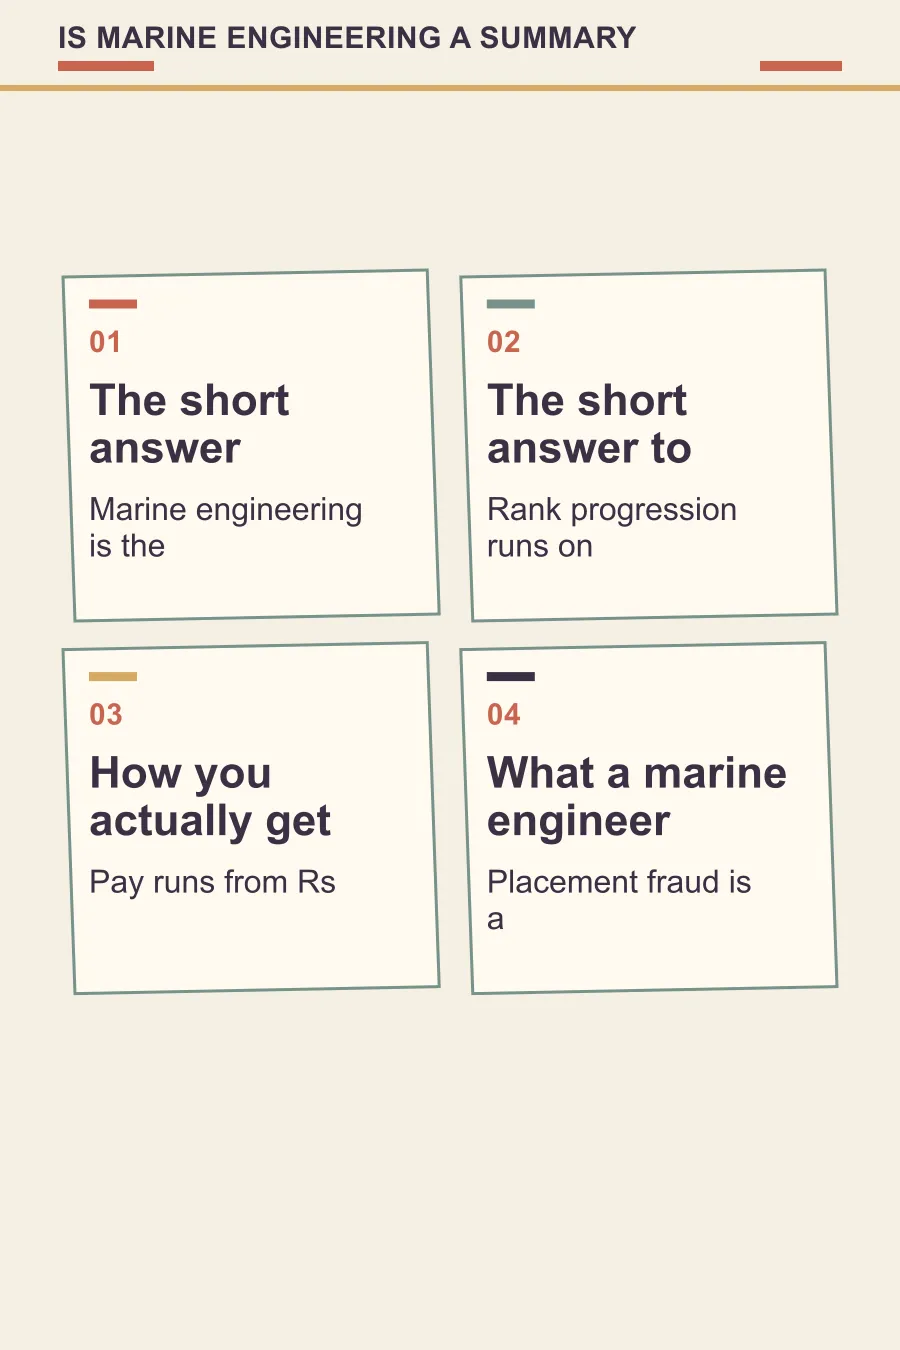 IS MARINE ENGINEERING A SUMMARY
01
The short
answer
Marine engineering
is the
02
The short
answer to
Rank progression
runs on
03
How you
actually get
Pay runs from Rs
04
What a marine
engineer
Placement fraud is
a